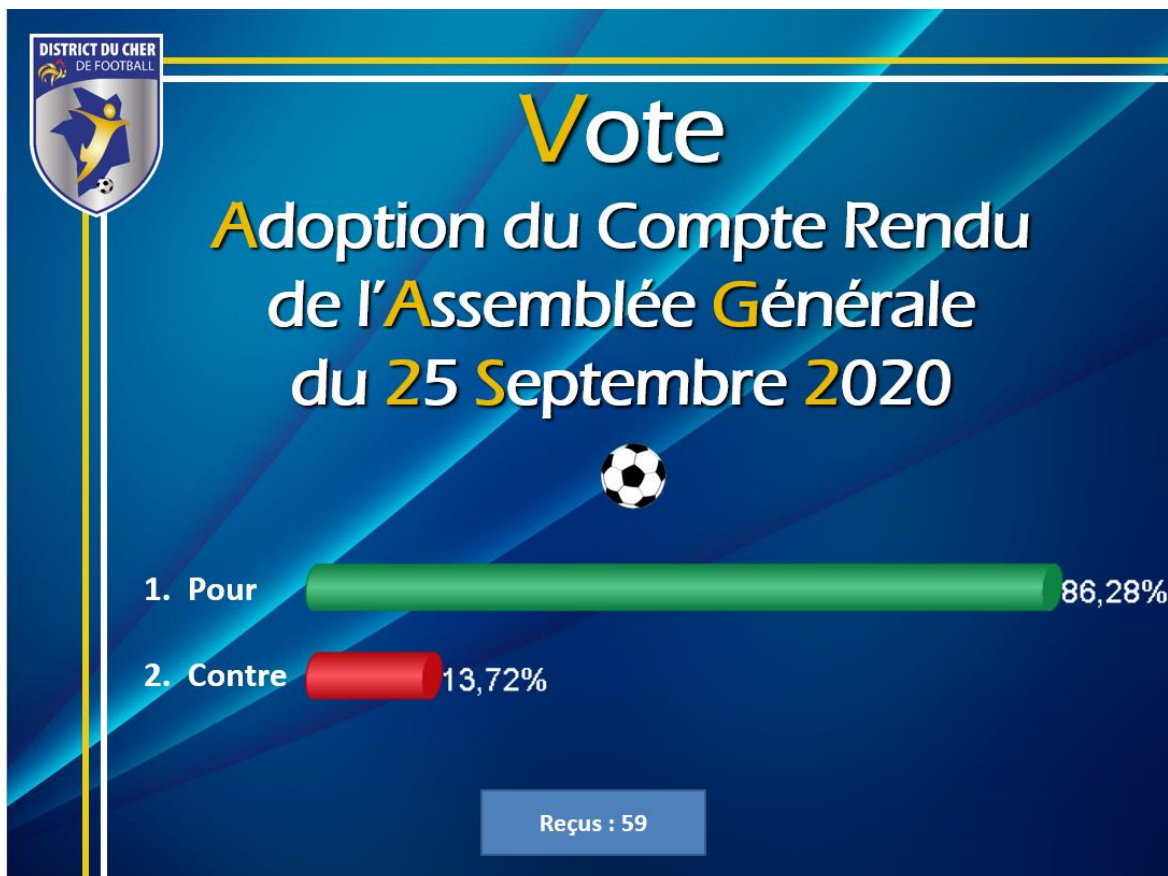 DISTRICT DU CHER
DE FOOTBALL
Vote
Adoption du Compte Rendu
de l'Assemblée Générale
du 25 Septembre 2020
1. Pour 86,28%
2. Contre 13,72%
Reçus : 59